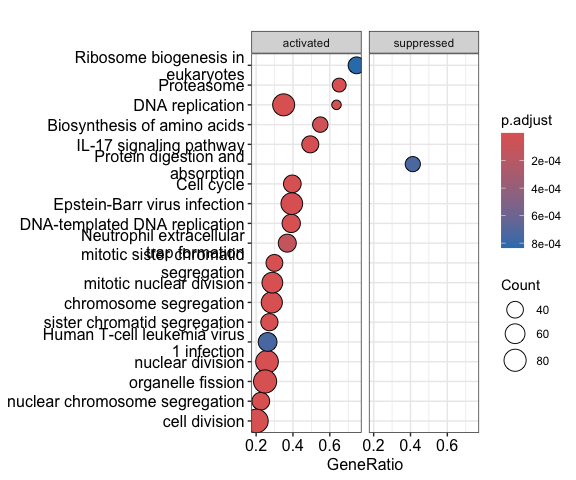 activated
suppressed
Ribosome biogenesis in
eukaryotes
Proteasome
DNA replication
Biosynthesis of amino acids
IL-17 signaling pathway
Protein digestion and
absorption
Cell cycle
Epstein-Barr virus infection
DNA-templated DNA replication
Neutrophil extracellular
trap formation
mitotic sister chromatid
segregation
mitotic nuclear division
chromosome segregation
sister chromatid segregation
Human T-cell leukemia virus
1 infection
nuclear division
organelle fission
nuclear chromosome segregation
cell division
0.2 0.4 0.6
0.2 0.4 0.6
GeneRatio
p.adjust
2e-04
4e-04
6e-04
8e-04
Count
40
60
80